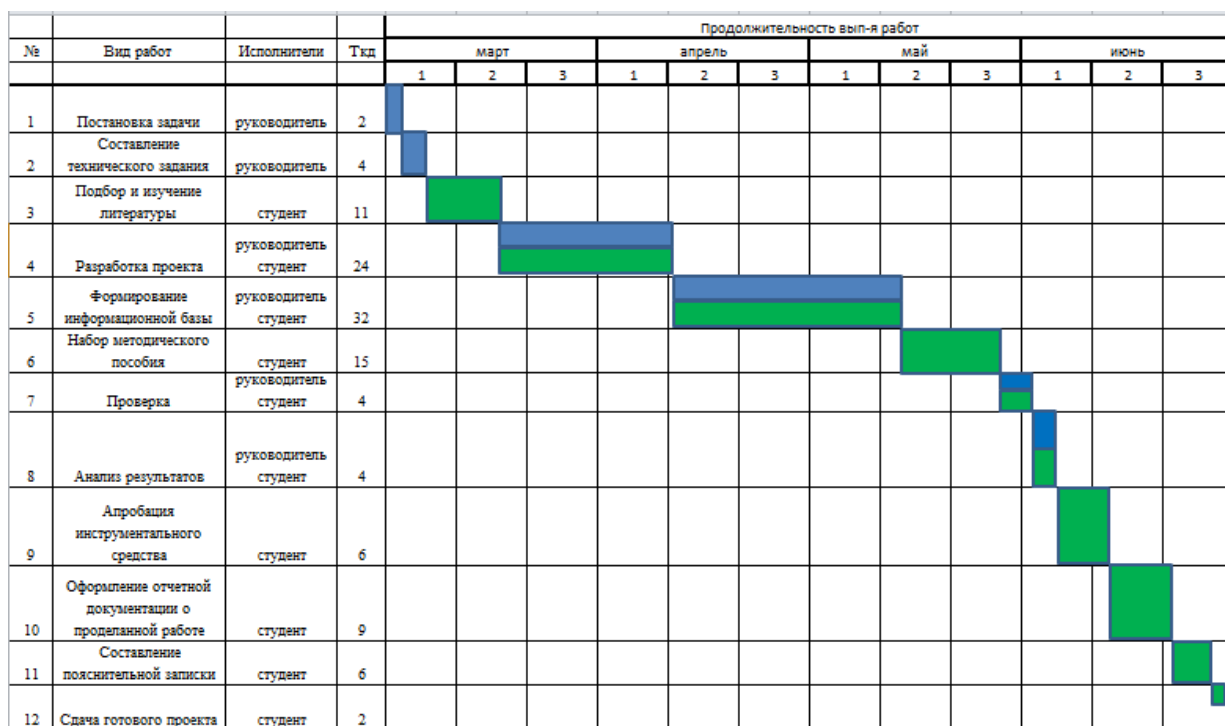 Продолжительность вып-я работ
№ Вид работ Исполнители Ткд март апрель май июнь
1 2 3 1 2 3 1 2 3 1 2 3
1 Постановка задачи руководитель 2
Составление
2 технического задания руководитель 4
Подбор и изучение
3 литературы студент 11
руководитель
4 Разработка проекта студент 24
Формирование руководитель
5 информационной базы студент 32
Набор методического
6 пособия студент 15
руководитель
7 Проверка студент 4
руководитель
8 Анализ результатов студент 4
Апробация
инструментального
9 средства студент 6
Оформление отчетной
документации о
10 проделанной работе студент 9
Составление
11 пояснительной записки студент 6
12 Сдача готового проекта студент 2